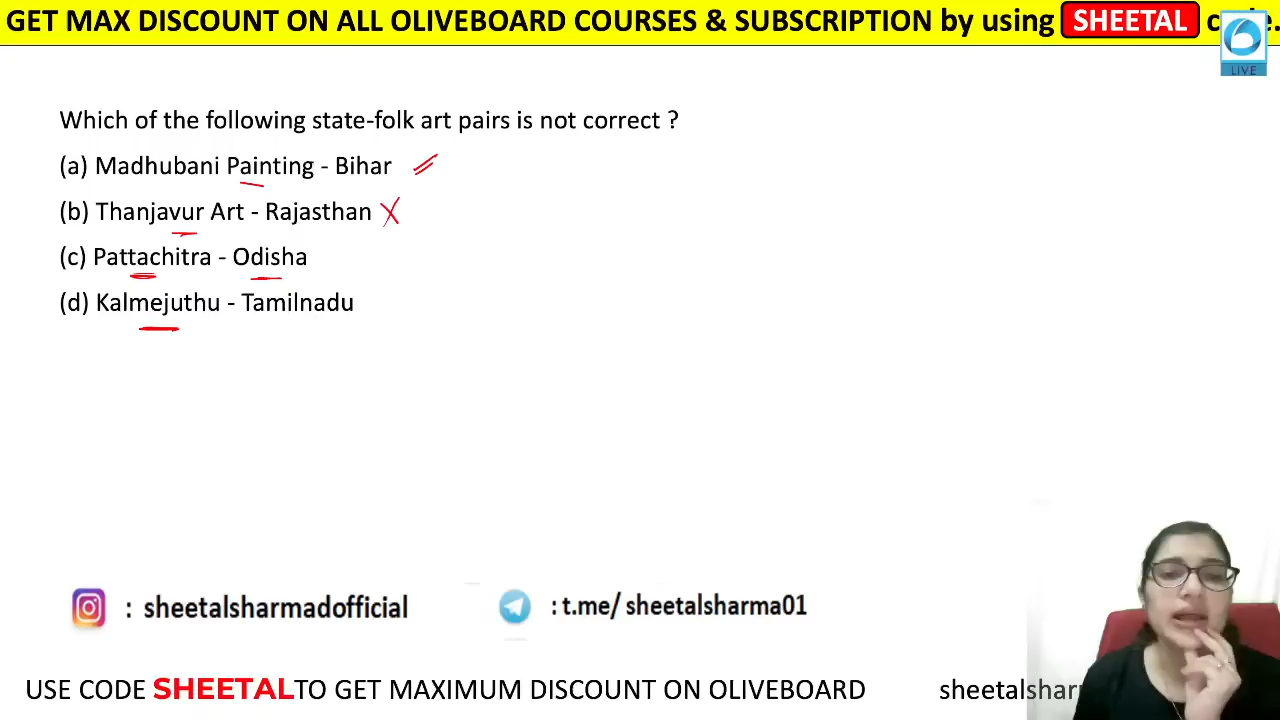 GET MAX DISCOUNT ON ALL OLIVEBOARD COURSES & SUBSCRIPTION by using SHEETAL code.
LIVE
Which of the following state-folk art pairs is not correct ?
(a) Madhubani Painting - Bihar
(b) Thanjavur Art - Rajasthan
(c) Pattachitra - Odisha
(d) Kalmejuthu - Tamilnadu
: sheetalsharmadofficial
: t.me/ sheetalsharma01
USE CODE SHEETAL TO GET MAXIMUM DISCOUNT ON OLIVEBOARD